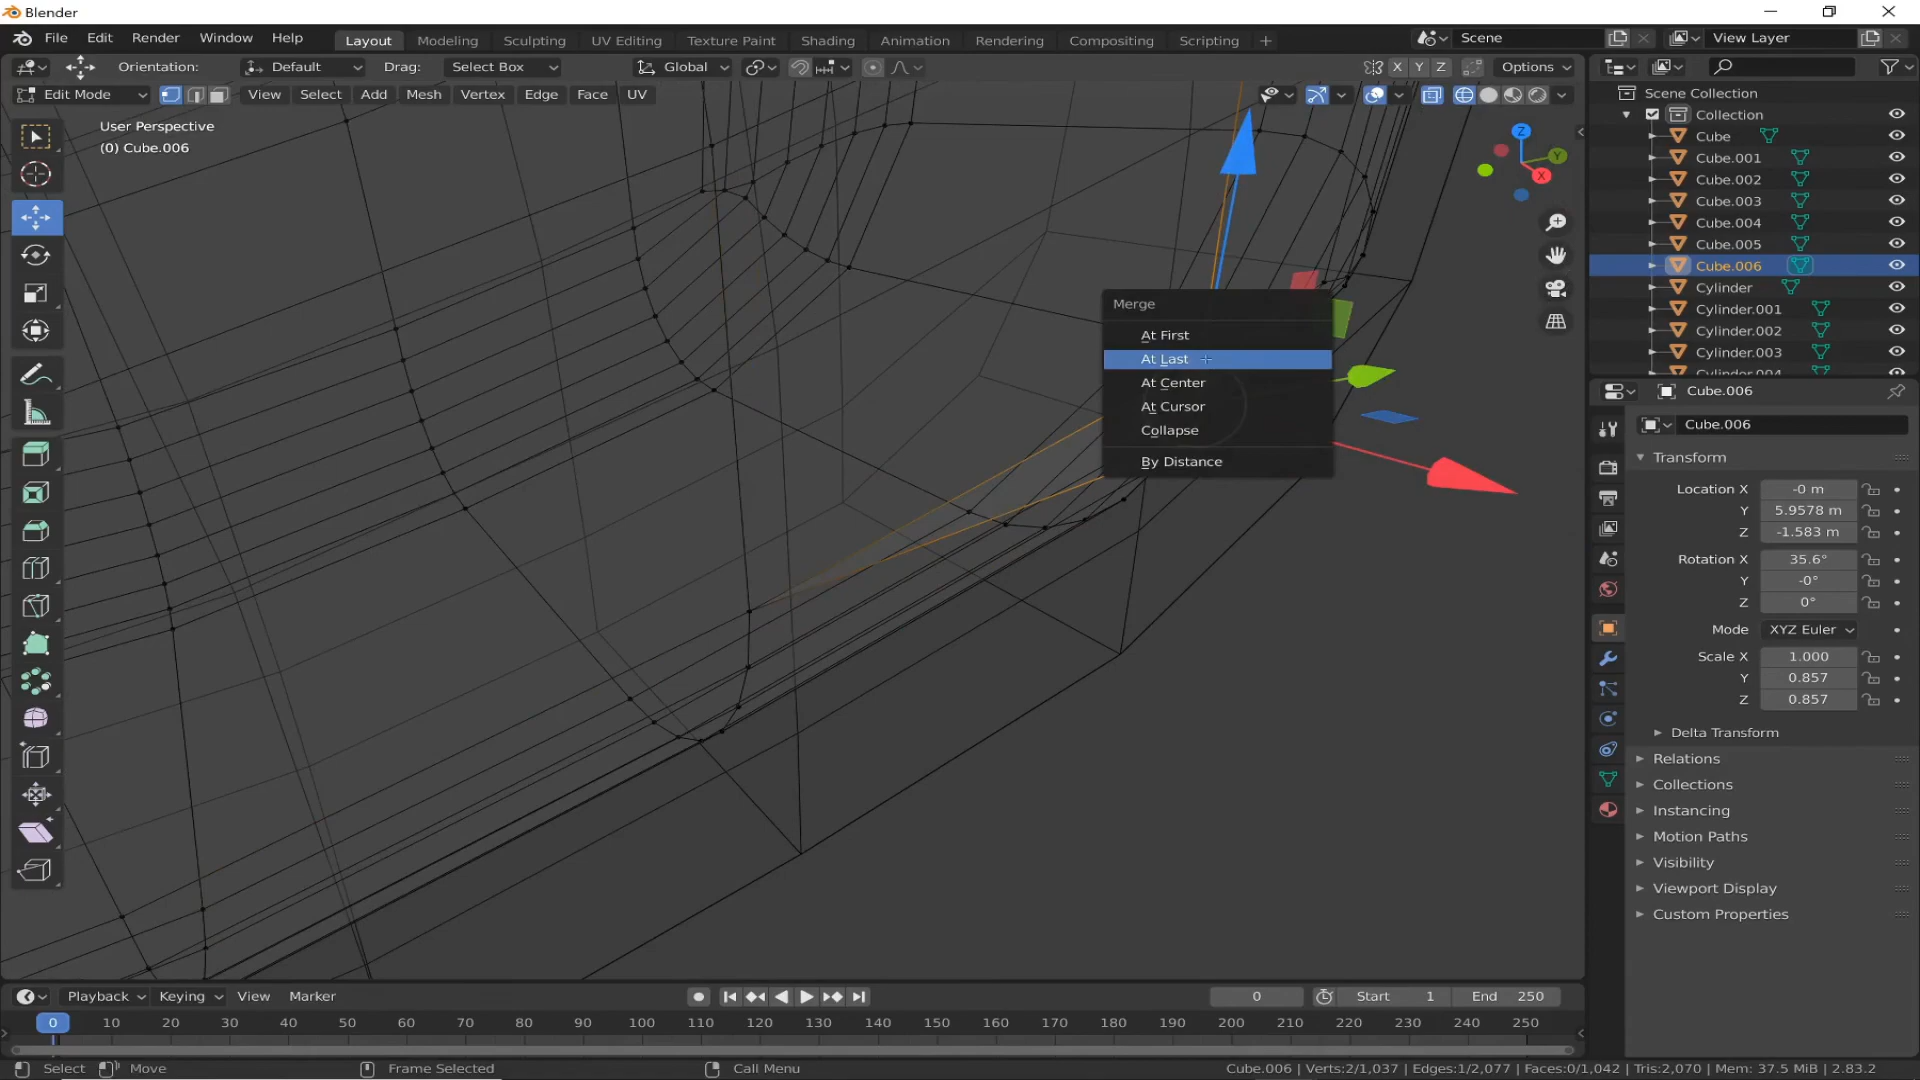 Blender
File Edit Render Window Help Layout Modeling Sculpting UV Editing Texture Paint Shading Animation Rendering Compositing Scripting + Scene View Layer
Orientation: Default Drag: Select Box Global X Y Z Options
Edit Mode View Select Add Mesh Vertex Edge Face UV
User Perspective
(0) Cube.006
Z
Y
X
Merge
At First
At Last
At Center
At Cursor
Collapse
By Distance
Scene Collection
Collection
Cube
Cube.001
Cube.002
Cube.003
Cube.004
Cube.005
Cube.006
Cylinder
Cylinder.001
Cylinder.002
Cylinder.003
Cylinder.004
Cube.006
Cube.006
Transform
Location X -0 m
Y 5.9578 m
Z -1.583 m
Rotation X 35.6°
Y -0°
Z 0°
Mode XYZ Euler
Scale X 1.000
Y 0.857
Z 0.857
Delta Transform
Relations
Collections
Instancing
Motion Paths
Visibility
Viewport Display
Custom Properties
Playback Keying View Marker 0 Start 1 End 250
0 10 20 30 40 50 60 70 80 90 100 110 120 130 140 150 160 170 180 190 200 210 220 230 240 250
Select Move Frame Selected Call Menu Cube.006 | Verts:2/1,037 | Edges:1/2,077 | Faces:0/1,042 | Tris:2,070 | Mem: 37.5 MiB | 2.83.2